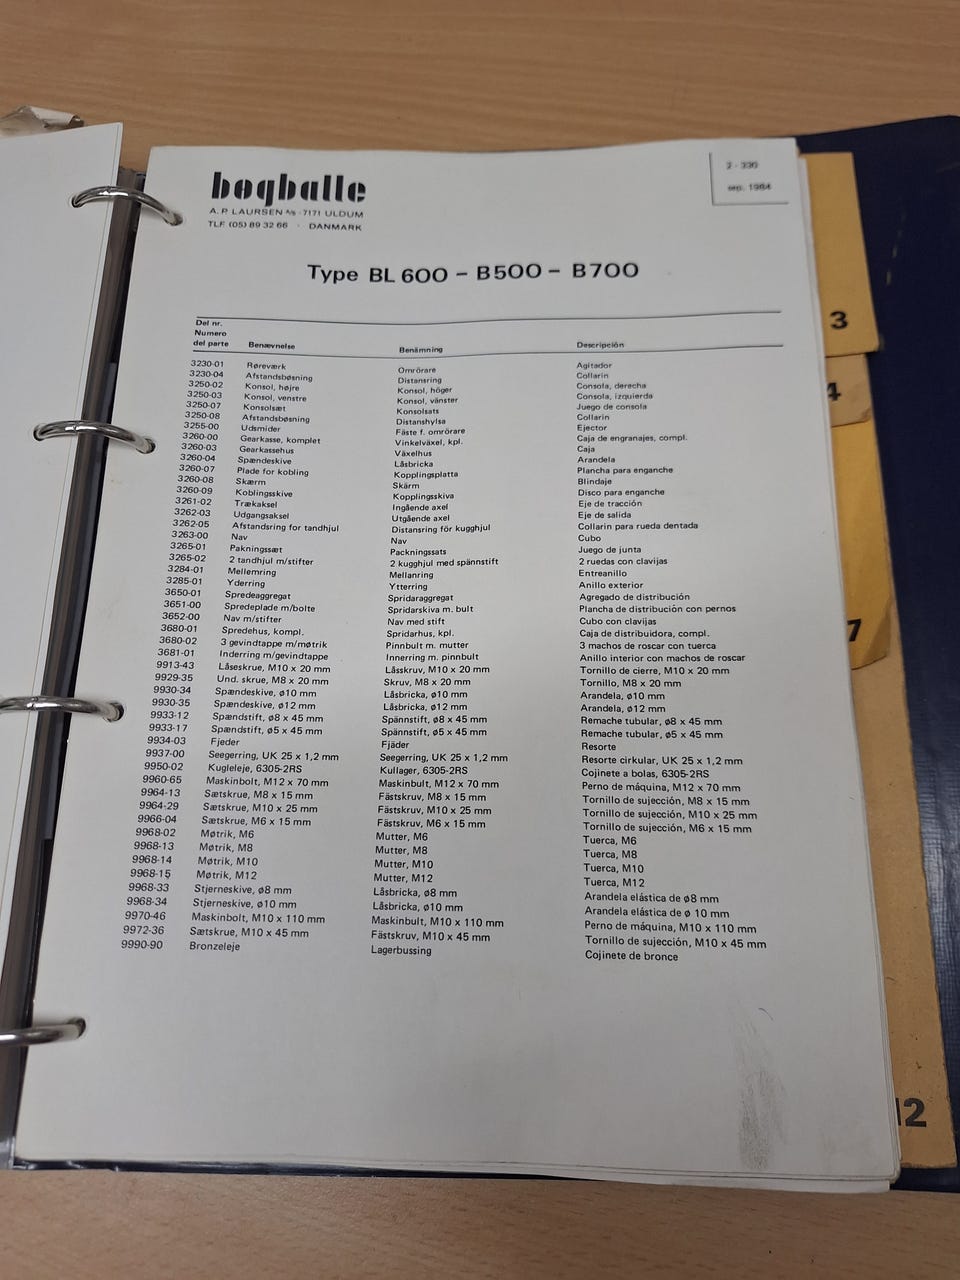 bøgballe
A. P. LAURSEN A/S · 7171 ULDUM
TLF. (05) 89 32 66 · DANMARK
2 - 330
sep. 1984
Type BL 600 – B500 – B700
Del nr.
Numero
del parte Benævnelse Benämning Descripción
3230-01 Røreværk Omrörare Agitador
3230-04 Afstandsbøsning Distansring Collarin
3250-02 Konsol, højre Konsol, höger Consola, derecha
3250-03 Konsol, venstre Konsol, vänster Consola, izquierda
3250-07 Konsolsæt Konsolsats Juego de consola
3250-08 Afstandsbøsning Distanshylsa Collarin
3255-00 Udsmider Fäste f. omrörare Ejector
3260-00 Gearkasse, komplet Vinkelväxel, kpl. Caja de engranajes, compl.
3260-03 Gearkassehus Växelhus Caja
3260-04 Spændeskive Låsbricka Arandela
3260-07 Plade for kobling Kopplingsplatta Plancha para enganche
3260-08 Skærm Skärm Blindaje
3260-09 Koblingsskive Kopplingsskiva Disco para enganche
3261-02 Trækaksel Ingående axel Eje de tracción
3262-03 Udgangsaksel Utgående axel Eje de salida
3262-05 Afstandsring for tandhjul Distansring för kugghjul Collarin para rueda dentada
3263-00 Nav Nav Cubo
3265-01 Pakningssæt Packningssats Juego de junta
3265-02 2 tandhjul m/stifter 2 kugghjul med spännstift 2 ruedas con clavijas
3284-01 Mellemring Mellanring Entreanillo
3285-01 Yderring Ytterring Anillo exterior
3650-01 Spredeaggregat Spridaraggregat Agregado de distribución
3651-00 Spredeplade m/bolte Spridarskiva m. bult Plancha de distribución con pernos
3652-00 Nav m/stifter Nav med stift Cubo con clavijas
3680-01 Spredehus, kompl. Spridarhus, kpl. Caja de distribuidora, compl.
3680-02 3 gevindtappe m/møtrik Pinnbult m. mutter 3 machos de roscar con tuerca
3681-01 Inderring m/gevindtappe Innerring m. pinnbult Anillo interior con machos de roscar
9913-43 Låseskrue, M10 x 20 mm Låsskruv, M10 x 20 mm Tornillo de cierre, M10 x 20 mm
9929-35 Und. skrue, M8 x 20 mm Skruv, M8 x 20 mm Tornillo, M8 x 20 mm
9930-34 Spændeskive, ø10 mm Låsbricka, ø10 mm Arandela, ø10 mm
9930-35 Spændeskive, ø12 mm Låsbricka, ø12 mm Arandela, ø12 mm
9933-12 Spændstift, ø8 x 45 mm Spännstift, ø8 x 45 mm Remache tubular, ø8 x 45 mm
9933-17 Spændstift, ø5 x 45 mm Spännstift, ø5 x 45 mm Remache tubular, ø5 x 45 mm
9934-03 Fjeder Fjäder Resorte
9937-00 Seegerring, UK 25 x 1,2 mm Seegerring, UK 25 x 1,2 mm Resorte cirkular, UK 25 x 1,2 mm
9950-02 Kugleleje, 6305-2RS Kullager, 6305-2RS Cojinete a bolas, 6305-2RS
9960-65 Maskinbolt, M12 x 70 mm Maskinbult, M12 x 70 mm Perno de máquina, M12 x 70 mm
9964-13 Sætskrue, M8 x 15 mm Fästskruv, M8 x 15 mm Tornillo de sujección, M8 x 15 mm
9964-29 Sætskrue, M10 x 25 mm Fästskruv, M10 x 25 mm Tornillo de sujección, M10 x 25 mm
9966-04 Sætskrue, M6 x 15 mm Fästskruv, M6 x 15 mm Tornillo de sujección, M6 x 15 mm
9968-02 Møtrik, M6 Mutter, M6 Tuerca, M6
9968-13 Møtrik, M8 Mutter, M8 Tuerca, M8
9968-14 Møtrik, M10 Mutter, M10 Tuerca, M10
9968-15 Møtrik, M12 Mutter, M12 Tuerca, M12
9968-33 Stjerneskive, ø8 mm Låsbricka, ø8 mm Arandela elástica de ø8 mm
9968-34 Stjerneskive, ø10 mm Låsbricka, ø10 mm Arandela elástica de ø 10 mm
9970-46 Maskinbolt, M10 x 110 mm Maskinbult, M10 x 110 mm Perno de máquina, M10 x 110 mm
9972-36 Sætskrue, M10 x 45 mm Fästskruv, M10 x 45 mm Tornillo de sujección, M10 x 45 mm
9990-90 Bronzeleje Lagerbussing Cojinete de bronce
3
4
7
12